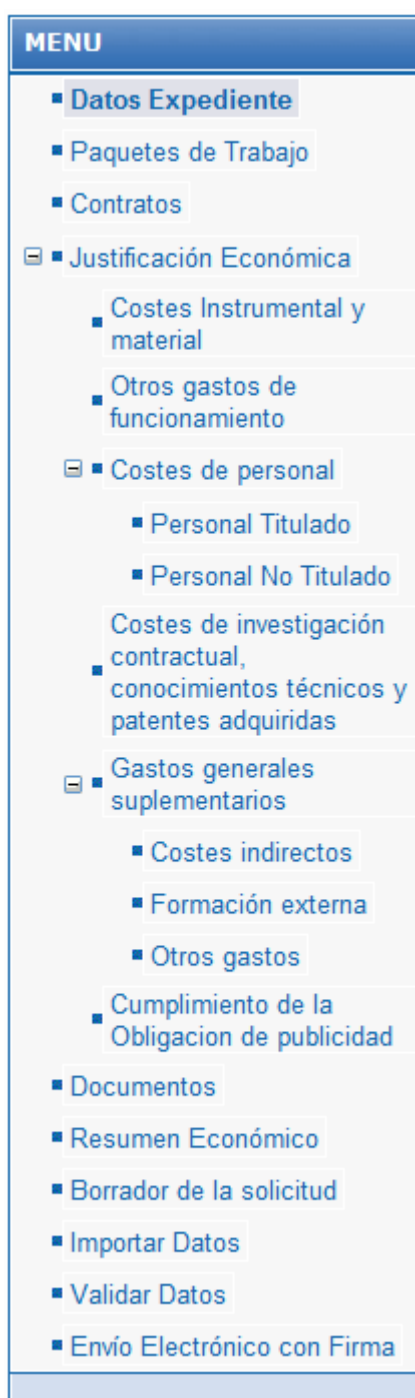 MENU
Datos Expediente
Paquetes de Trabajo
Contratos
Justificación Económica
Costes Instrumental y
material
Otros gastos de
funcionamiento
Costes de personal
Personal Titulado
Personal No Titulado
Costes de investigación
contractual,
conocimientos técnicos y
patentes adquiridas
Gastos generales
suplementarios
Costes indirectos
Formación externa
Otros gastos
Cumplimiento de la
Obligacion de publicidad
Documentos
Resumen Económico
Borrador de la solicitud
Importar Datos
Validar Datos
Envío Electrónico con Firma